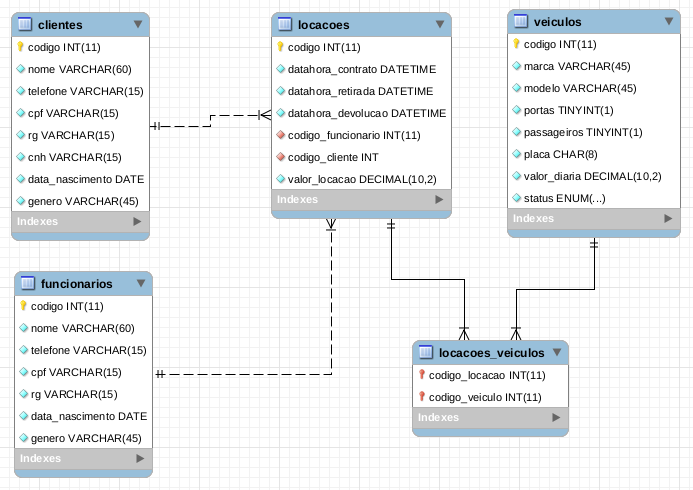 clientes
codigo INT(11)
nome VARCHAR(60)
telefone VARCHAR(15)
cpf VARCHAR(15)
rg VARCHAR(15)
cnh VARCHAR(15)
data_nascimento DATE
genero VARCHAR(45)
Indexes
locacoes
codigo INT(11)
datahora_contrato DATETIME
datahora_retirada DATETIME
datahora_devolucao DATETIME
codigo_funcionario INT(11)
codigo_cliente INT
valor_locacao DECIMAL(10,2)
Indexes
veiculos
codigo INT(11)
marca VARCHAR(45)
modelo VARCHAR(45)
portas TINYINT(1)
passageiros TINYINT(1)
placa CHAR(8)
valor_diaria DECIMAL(10,2)
status ENUM(...)
Indexes
funcionarios
codigo INT(11)
nome VARCHAR(60)
telefone VARCHAR(15)
cpf VARCHAR(15)
rg VARCHAR(15)
data_nascimento DATE
genero VARCHAR(45)
Indexes
locacoes_veiculos
codigo_locacao INT(11)
codigo_veiculo INT(11)
Indexes